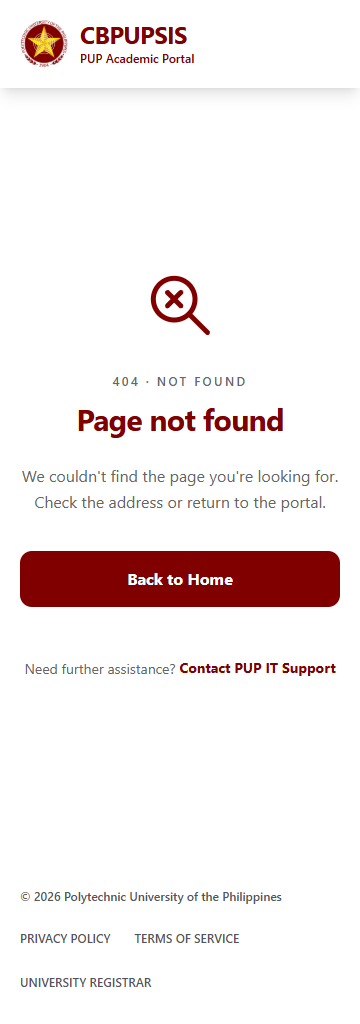 CBPUPSIS
PUP Academic Portal
404 · NOT FOUND
Page not found
We couldn't find the page you're looking for.
Check the address or return to the portal.
Back to Home
Need further assistance? Contact PUP IT Support
© 2026 Polytechnic University of the Philippines
PRIVACY POLICY TERMS OF SERVICE
UNIVERSITY REGISTRAR